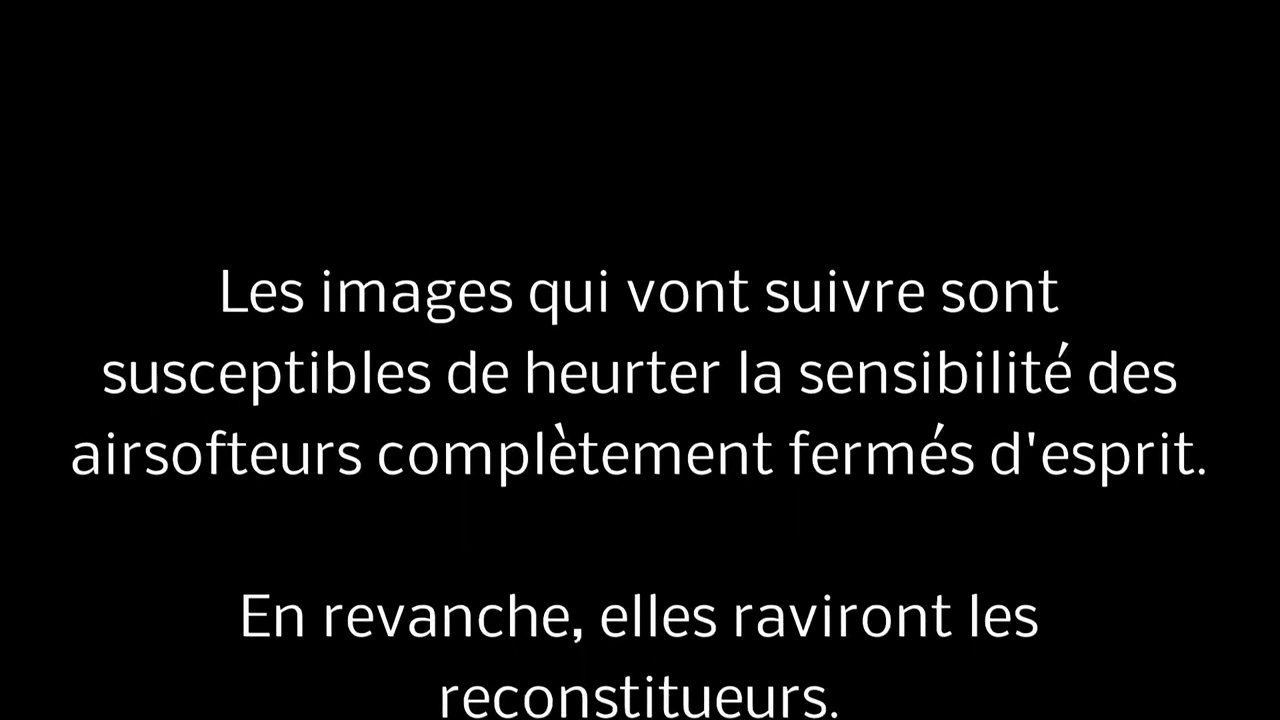 Les images qui vont suivre sont
susceptibles de heurter la sensibilité des
airsofteurs complètement fermés d'esprit.
En revanche, elles raviront les
reconstitueurs.